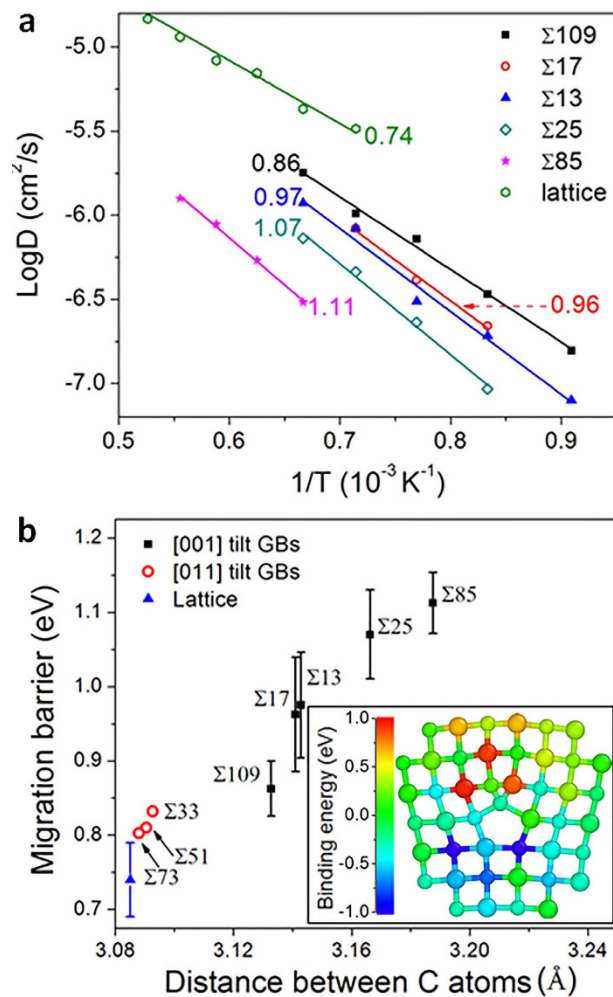 a
-5.0
-5.5
-6.0
-6.5
-7.0
LogD (cm²/s)
Σ109
Σ17
Σ13
Σ25
Σ85
lattice
0.74
0.86
0.97
1.07
1.11
0.96
0.5 0.6 0.7 0.8 0.9
1/T (10⁻³ K⁻¹)
b
1.2
1.1
1.0
0.9
0.8
0.7
Migration barrier (eV)
[001] tilt GBs
[011] tilt GBs
Lattice
Σ85
Σ25
Σ13
Σ17
Σ109
Σ33
Σ51
Σ73
1.0
0.5
0.0
-0.5
-1.0
Binding energy (eV)
3.08 3.12 3.16 3.20 3.24
Distance between C atoms (Å)